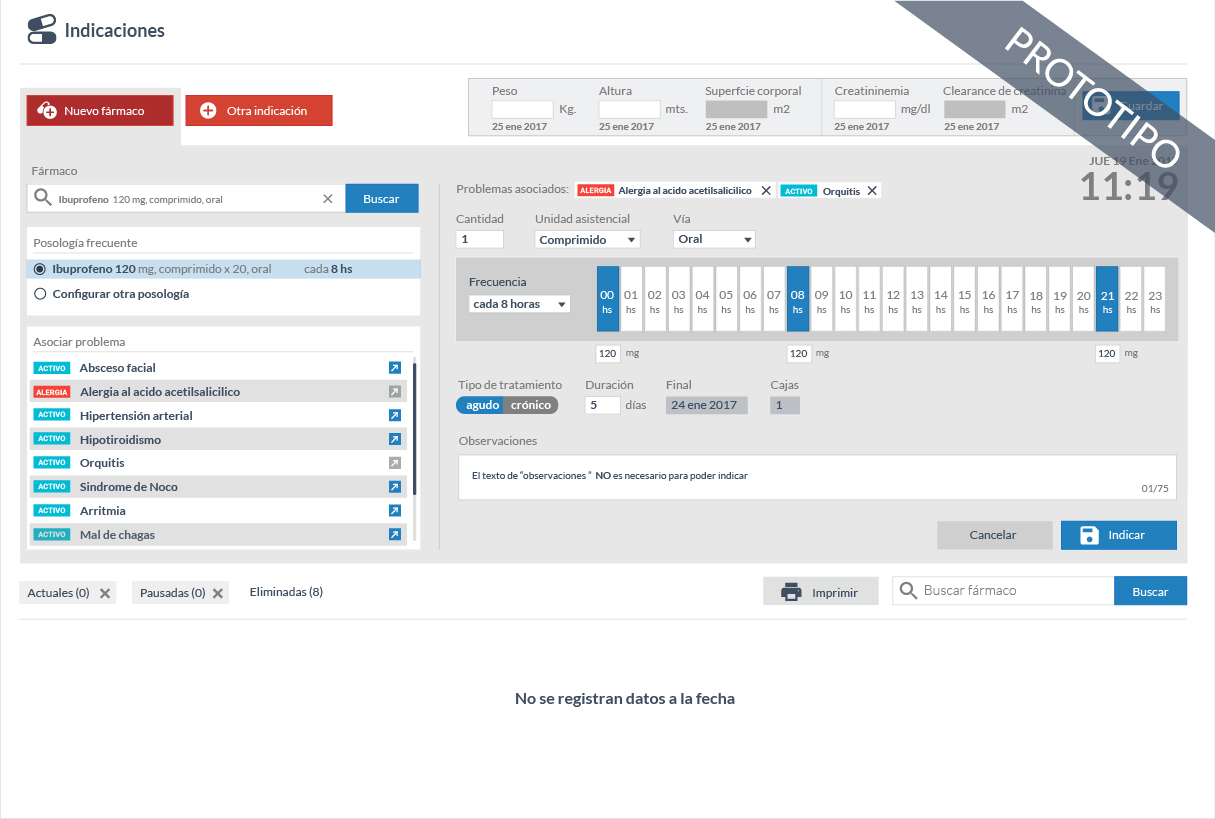 Indicaciones
PROTOTIPO
Nuevo fármaco
Otra indicación
Peso
Kg.
25 ene 2017
Altura
mts.
25 ene 2017
Superfcie corporal
m2
25 ene 2017
Creatininemia
mg/dl
25 ene 2017
Clearance de creatinina
m2
25 ene 2017
Guardar
JUE 19 Ene 201
11:19
Fármaco
Ibuprofeno 120 mg, comprimido, oral
Buscar
Posología frecuente
Ibuprofeno 120 mg, comprimido x 20, oral cada 8 hs
Configurar otra posología
Asociar problema
ACTIVO Absceso facial
ALERGIA Alergia al acido acetilsalicilico
ACTIVO Hipertensión arterial
ACTIVO Hipotiroidismo
ACTIVO Orquitis
ACTIVO Sindrome de Noco
ACTIVO Arritmia
ACTIVO Mal de chagas
Problemas asociados: ALERGIA Alergia al acido acetilsalicilico ACTIVO Orquitis
Cantidad
1
Unidad asistencial
Comprimido
Vía
Oral
Frecuencia
cada 8 horas
00 01 02 03 04 05 06 07 08 09 10 11 12 13 14 15 16 17 18 19 20 21 22 23
hs hs hs hs hs hs hs hs hs hs hs hs hs hs hs hs hs hs hs hs hs hs hs hs
120 mg 120 mg 120 mg
Tipo de tratamiento
agudo crónico
Duración
5 días
Final
24 ene 2017
Cajas
1
Observaciones
El texto de “observaciones ” NO es necesario para poder indicar
01/75
Cancelar
Indicar
Actuales (0)
Pausadas (0)
Eliminadas (8)
Imprimir
Buscar fármaco
Buscar
No se registran datos a la fecha